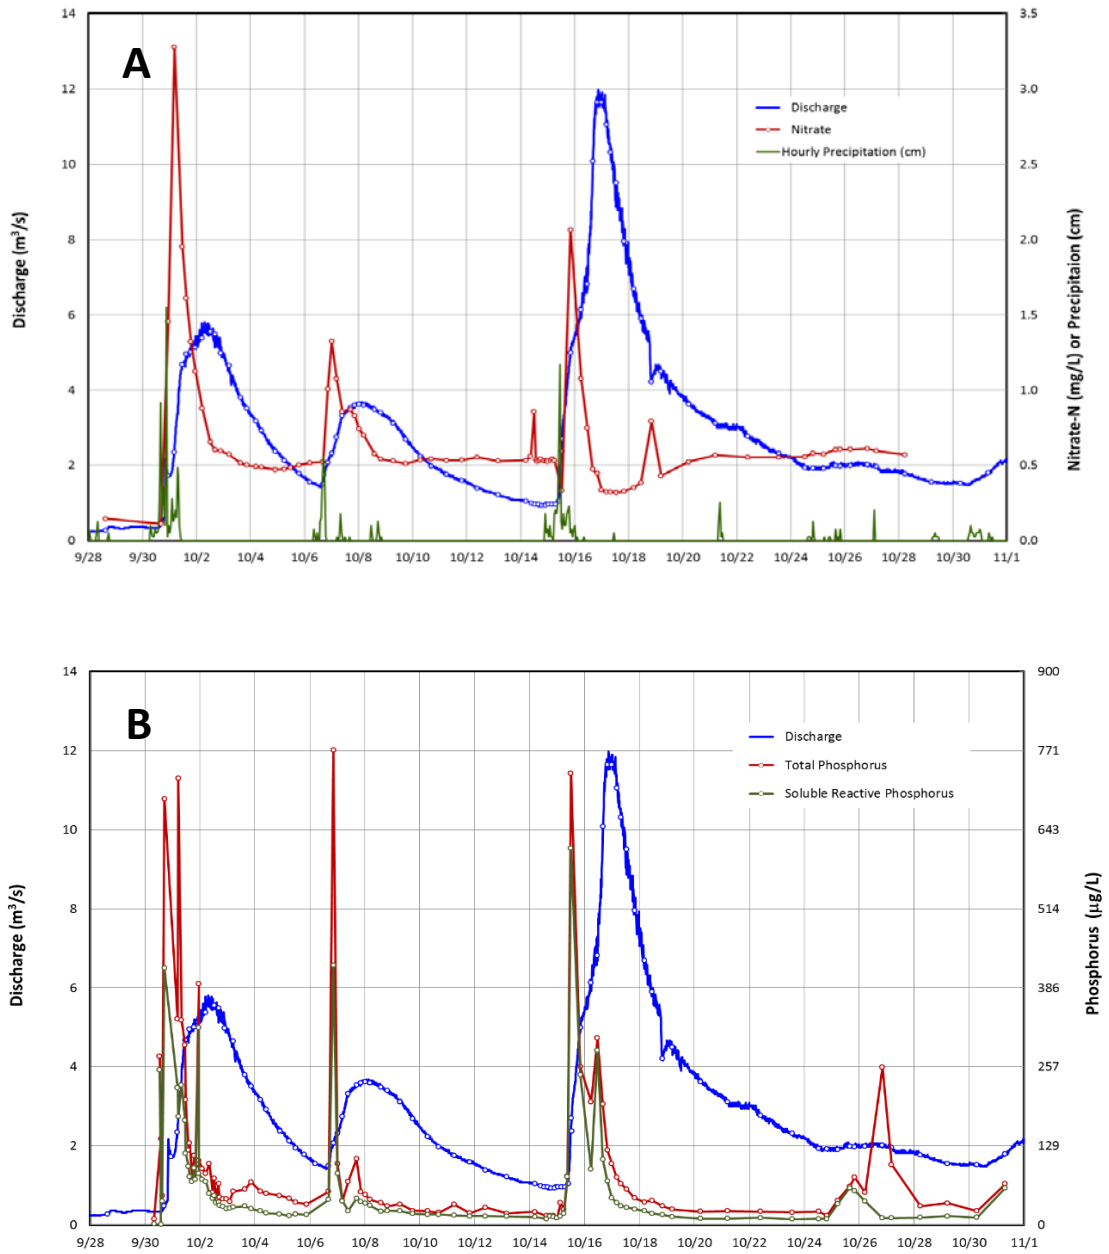 A
14
12
10
8
6
4
2
0
3.5
3.0
2.5
2.0
1.5
1.0
0.5
0.0
Discharge (m³/s)
Nitrate-N (mg/L) or Precipitaion (cm)
Discharge
Nitrate
Hourly Precipitation (cm)
9/28 9/30 10/2 10/4 10/6 10/8 10/10 10/12 10/14 10/16 10/18 10/20 10/22 10/24 10/26 10/28 10/30 11/1
B
14
12
10
8
6
4
2
0
900
771
643
514
386
257
129
0
Discharge (m³/s)
Phosphorus (µg/L)
Discharge
Total Phosphorus
Soluble Reactive Phosphorus
9/28 9/30 10/2 10/4 10/6 10/8 10/10 10/12 10/14 10/16 10/18 10/20 10/22 10/24 10/26 10/28 10/30 11/1